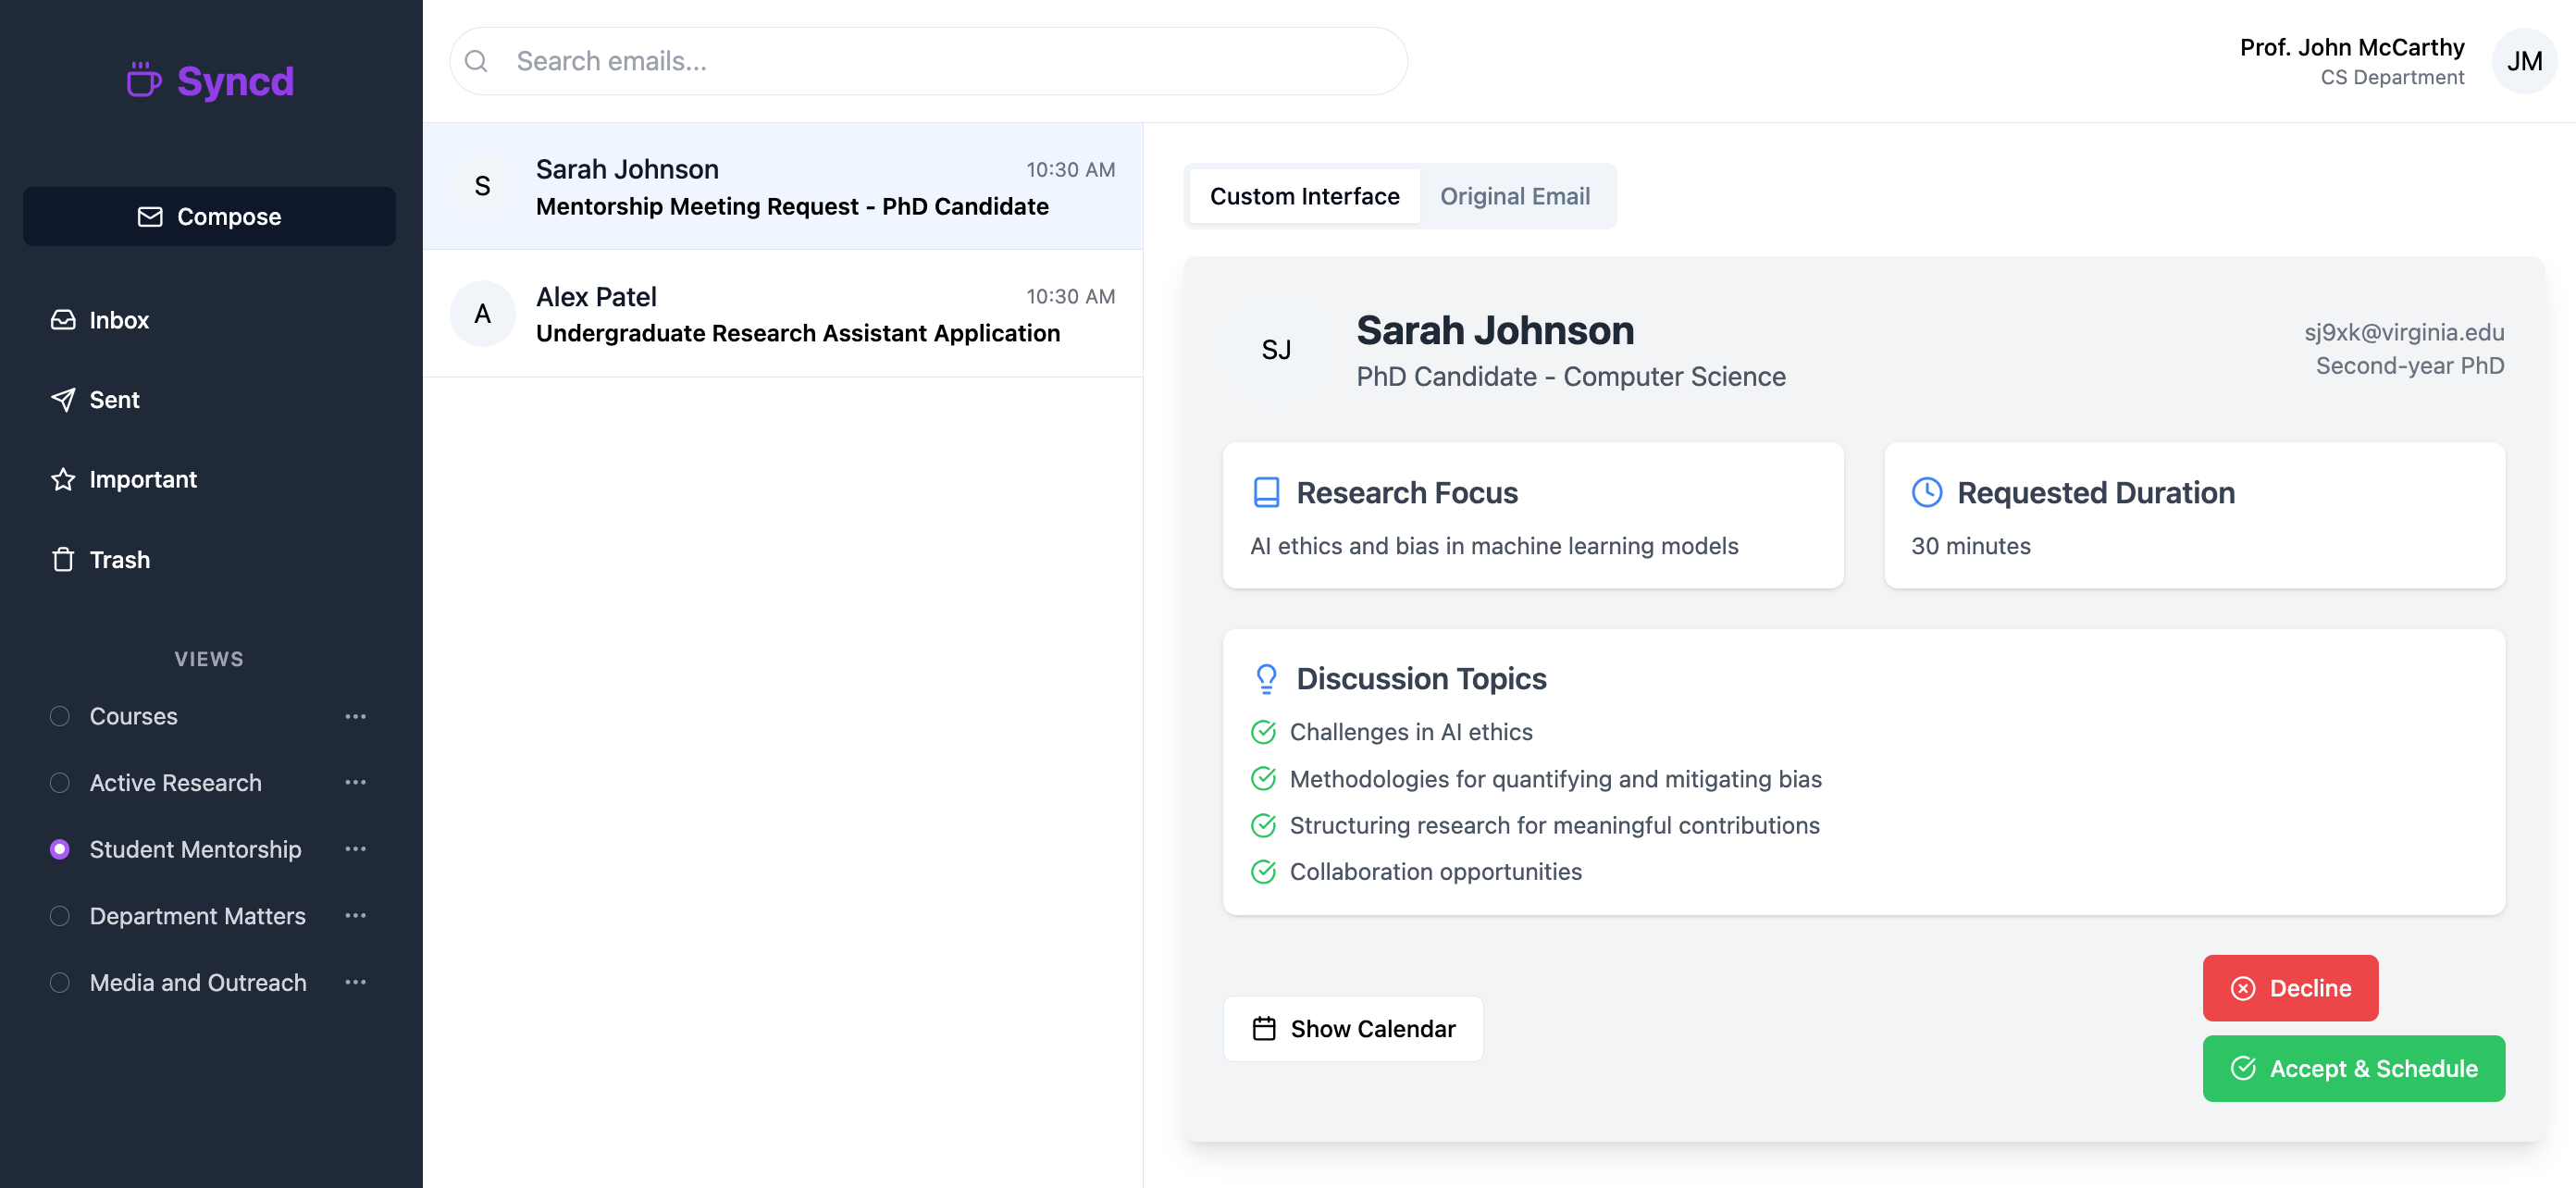 Syncd
Compose
Inbox
Sent
Important
Trash
VIEWS
Courses
Active Research
Student Mentorship
Department Matters
Media and Outreach
Search emails...
Prof. John McCarthy
CS Department
JM
S
Sarah Johnson
10:30 AM
Mentorship Meeting Request - PhD Candidate
A
Alex Patel
10:30 AM
Undergraduate Research Assistant Application
Custom Interface
Original Email
SJ
Sarah Johnson
PhD Candidate - Computer Science
sj9xk@virginia.edu
Second-year PhD
Research Focus
AI ethics and bias in machine learning models
Requested Duration
30 minutes
Discussion Topics
Challenges in AI ethics
Methodologies for quantifying and mitigating bias
Structuring research for meaningful contributions
Collaboration opportunities
Show Calendar
Decline
Accept & Schedule